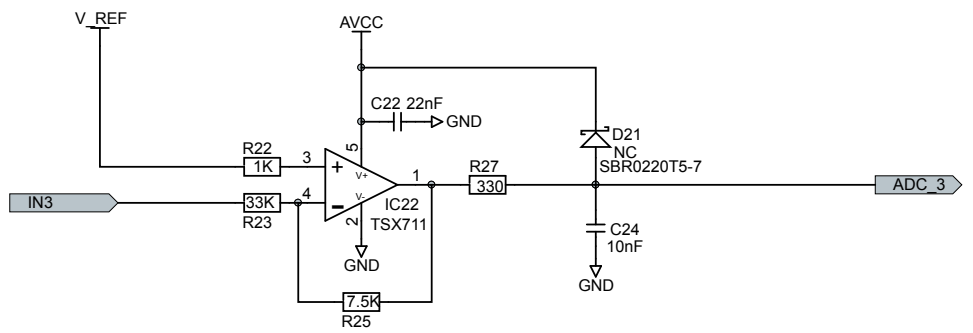 V_REF
AVCC
C22 22nF
GND
D21
NC
SBR0220T5-7
R22
1K
3
+
V+
5
1
R27
330
ADC_3
IN3
33K
R23
4
V-
2
IC22
TSX711
GND
C24
10nF
GND
7.5K
R25